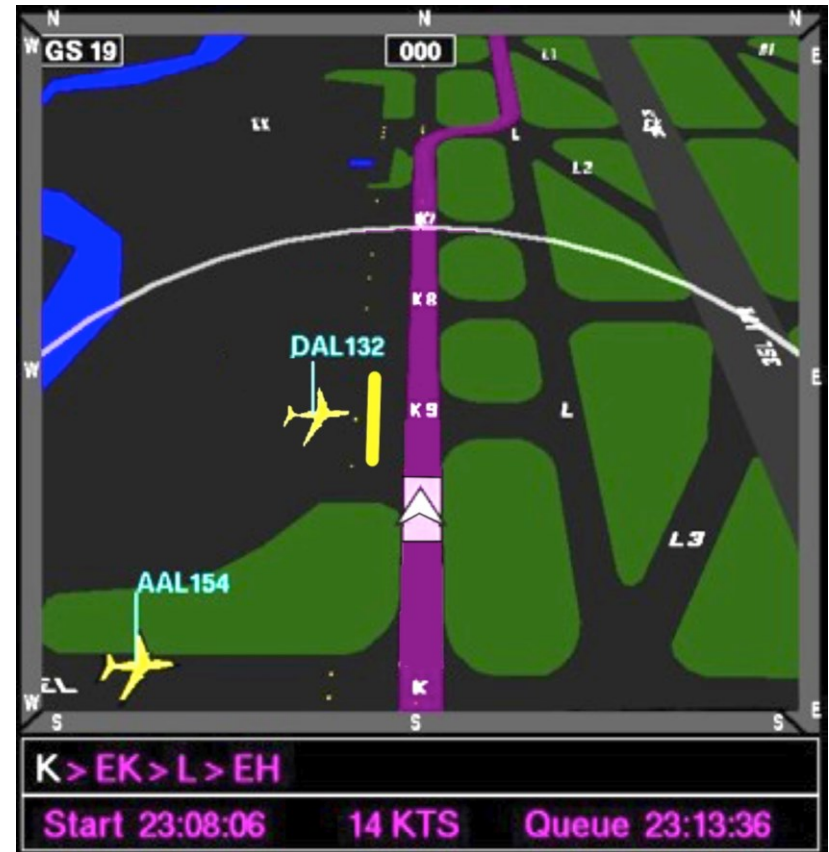 N N N
W GS 19 000 E
L1
EK
L
L2
K7
K8
DAL132
W E
K9 L
L3
AAL154
K
W E
S S S
K > EK > L > EH
Start 23:08:06 14 KTS Queue 23:13:36